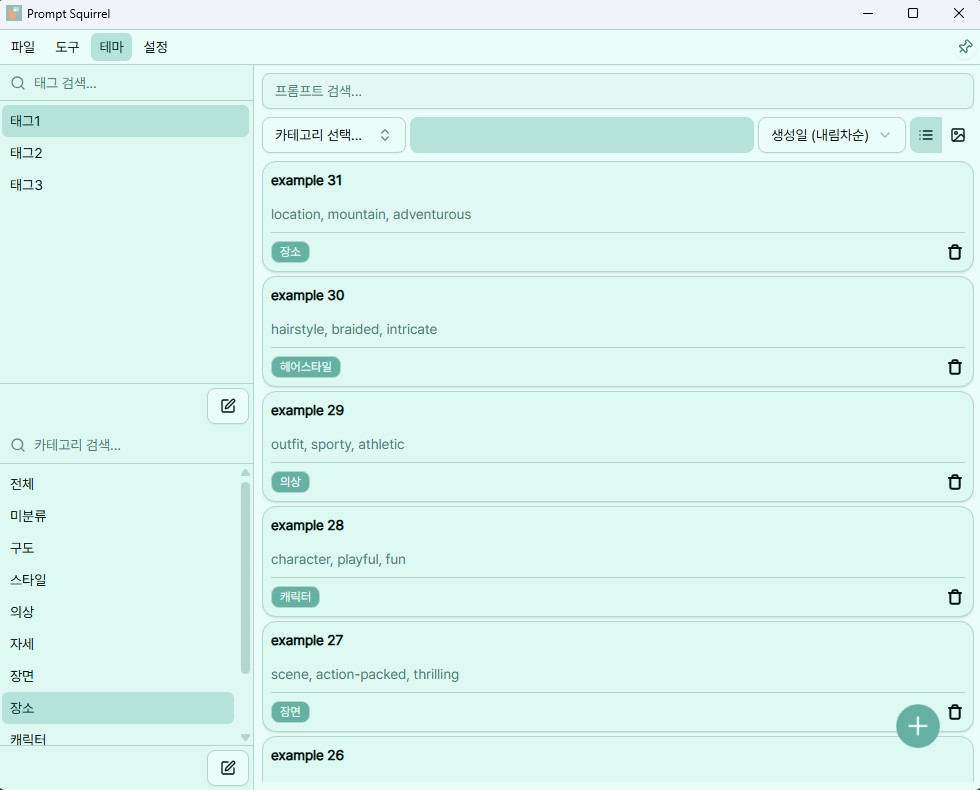 Prompt Squirrel
파일 도구 테마 설정
태그 검색...
태그1
태그2
태그3
카테고리 검색...
전체
미분류
구도
스타일
의상
자세
장면
장소
캐릭터
프롬프트 검색...
카테고리 선택... 생성일 (내림차순)
example 31
location, mountain, adventurous
장소
example 30
hairstyle, braided, intricate
헤어스타일
example 29
outfit, sporty, athletic
의상
example 28
character, playful, fun
캐릭터
example 27
scene, action-packed, thrilling
장면
example 26